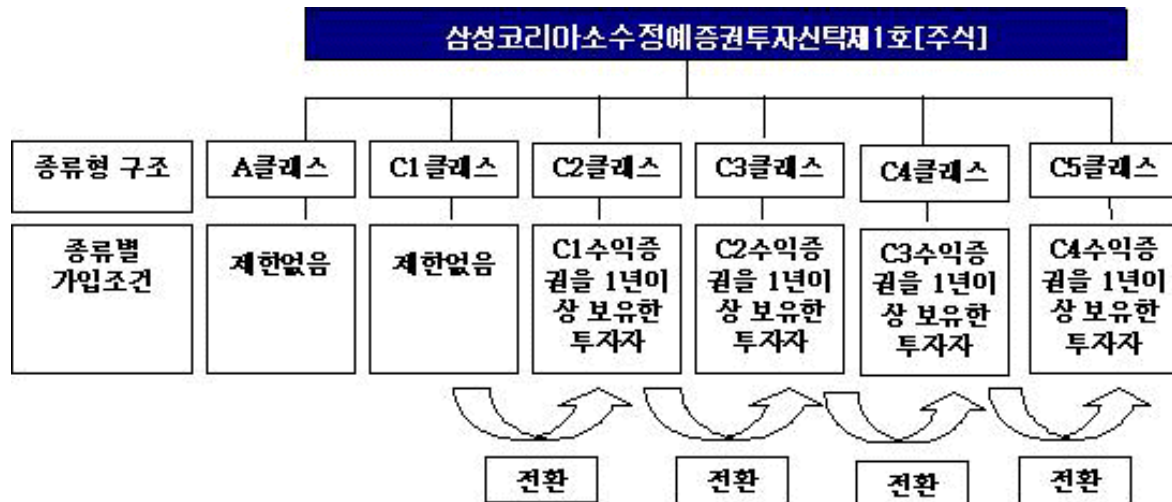 삼성코리아소수정예증권투자신탁제1호[주식]
종류형 구조
A클래스
C1클래스
C2클래스
C3클래스
C4클래스
C5클래스
종류별
가입조건
제한없음
제한없음
C1수익증
권을 1년이
상 보유한
투자자
C2수익증
권을 1년이
상 보유한
투자자
C3수익증
권을 1년이
상 보유한
투자자
C4수익증
권을 1년이
상 보유한
투자자
전환
전환
전환
전환